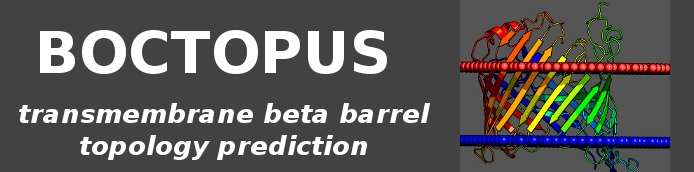 BOCTOPUS
transmembrane beta barrel
topology prediction